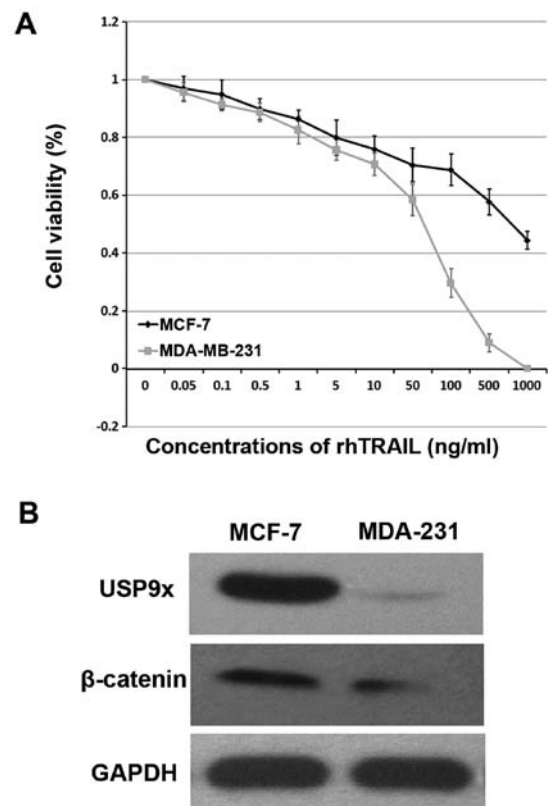 A
1.2
1
0.8
0.6
0.4
0.2
0
-0.2
Cell viability (%)
MCF-7
MDA-MB-231
0 0.05 0.1 0.5 1 5 10 50 100 500 1000
Concentrations of rhTRAIL (ng/ml)
B
MCF-7 MDA-231
USP9x
β-catenin
GAPDH